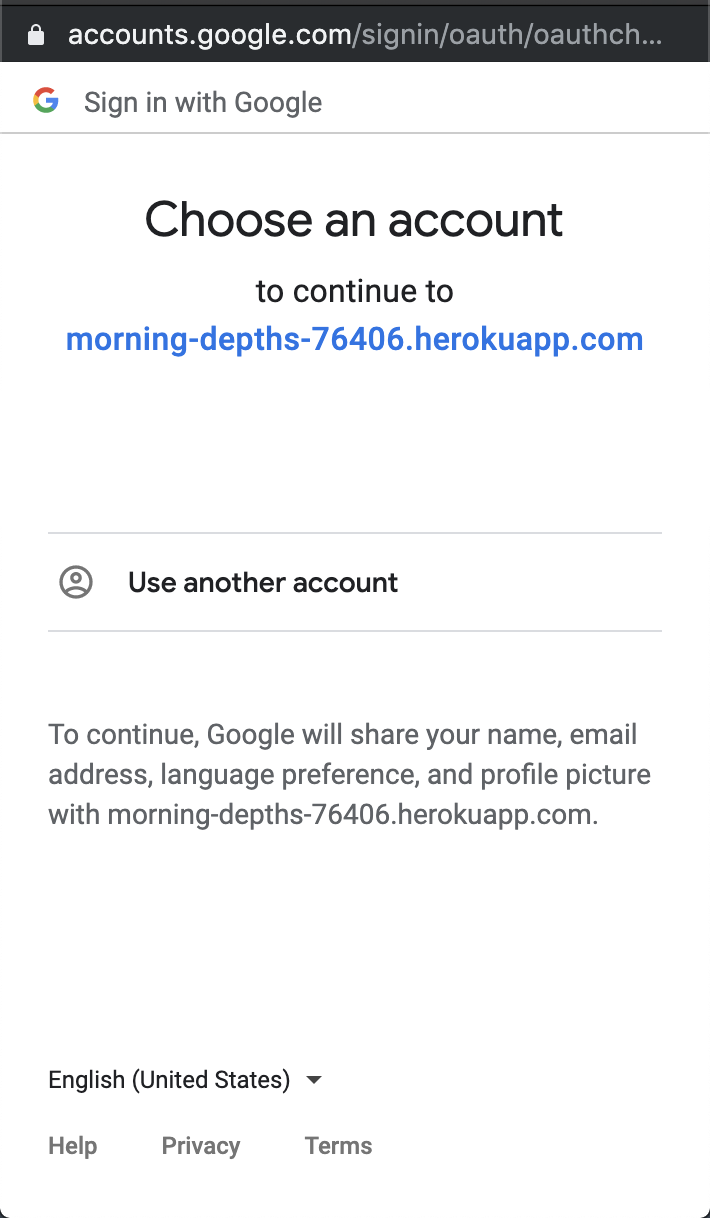 accounts.google.com/signin/oauth/oauthch...
Sign in with Google
Choose an account
to continue to
morning-depths-76406.herokuapp.com
Use another account
To continue, Google will share your name, email
address, language preference, and profile picture
with morning-depths-76406.herokuapp.com.
English (United States)
Help Privacy Terms